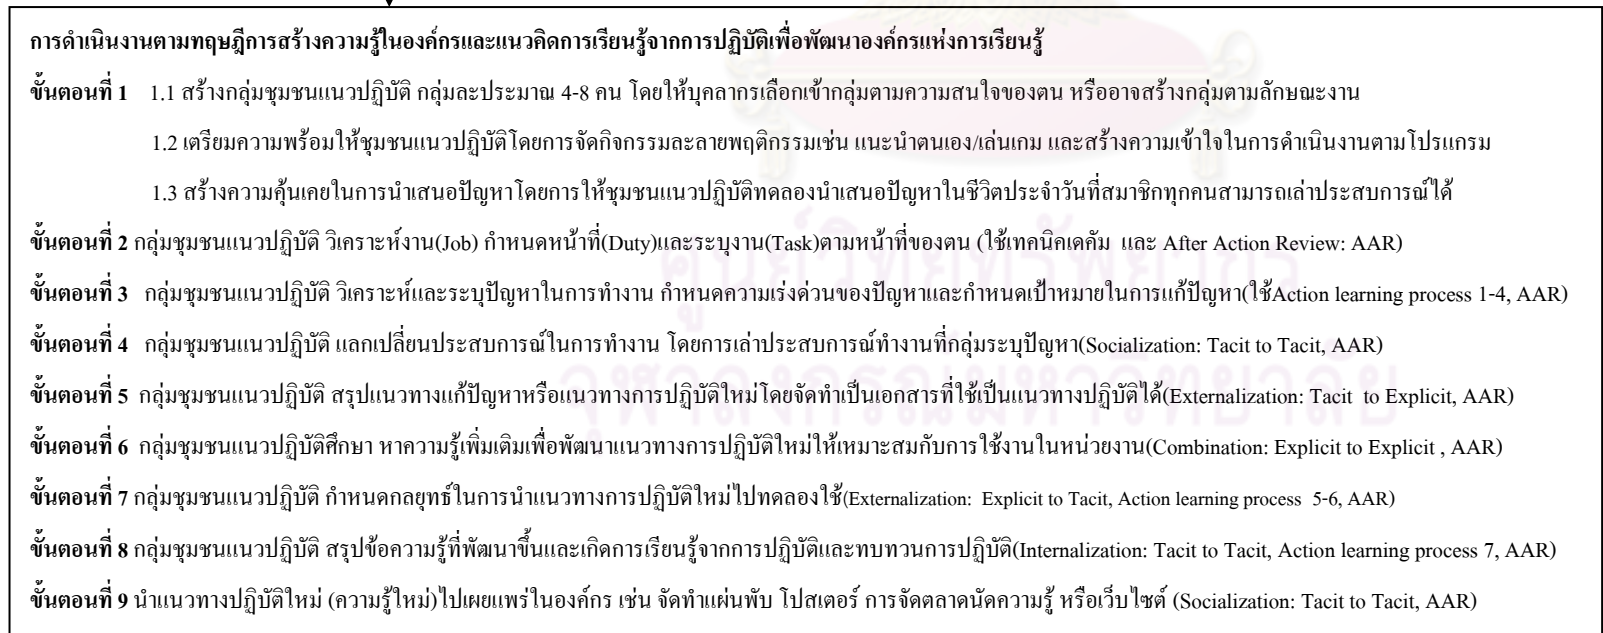 การดำเนินงานตามทฤษฎีการสร้างความรู้ในองค์กรและแนวคิดการเรียนรู้จากการปฏิบัติเพื่อพัฒนาองค์กรแห่งการเรียนรู้
ขั้นตอนที่ 1 1.1 สร้างกลุ่มชุมชนแนวปฏิบัติ กลุ่มละประมาณ 4-8 คน โดยให้บุคลากรเลือกเข้ากลุ่มตามความสนใจของตน หรืออาจสร้างกลุ่มตามลักษณะงาน
1.2 เตรียมความพร้อมให้ชุมชนแนวปฏิบัติโดยการจัดกิจกรรมละลายพฤติกรรมเช่น แนะนำตนเอง/เล่นเกม และสร้างความเข้าใจในการดำเนินงานตามโปรแกรม
1.3 สร้างความคุ้นเคยในการนำเสนอปัญหาโดยการให้ชุมชนแนวปฏิบัติทดลองนำเสนอปัญหาในชีวิตประจำวันที่สมาชิกทุกคนสามารถเล่าประสบการณ์ได้
ขั้นตอนที่ 2 กลุ่มชุมชนแนวปฏิบัติ วิเคราะห์งาน(Job) กำหนดหน้าที่(Duty)และระบุงาน(Task)ตามหน้าที่ของตน (ใช้เทคนิคเดคัม และ After Action Review: AAR)
ศูนย์วิทยทรัพยากร
ขั้นตอนที่ 3 กลุ่มชุมชนแนวปฏิบัติ วิเคราะห์และระบุปัญหาในการทำงาน กำหนดความเร่งด่วนของปัญหาและกำหนดเป้าหมายในการแก้ปัญหา(ใช้Action learning process 1-4, AAR)
ขั้นตอนที่ 4 กลุ่มชุมชนแนวปฏิบัติ แลกเปลี่ยนประสบการณ์ในการทำงาน โดยการเล่าประสบการณ์ทำงานที่กลุ่มระบุปัญหา(Socialization: Tacit to Tacit, AAR)
จุฬาลงกรณ์มหาวิทยาลัย
ขั้นตอนที่ 5 กลุ่มชุมชนแนวปฏิบัติ สรุปแนวทางแก้ปัญหาหรือแนวทางการปฏิบัติใหม่โดยจัดทำเป็นเอกสารที่ใช้เป็นแนวทางปฏิบัติได้(Externalization: Tacit to Explicit, AAR)
ขั้นตอนที่ 6 กลุ่มชุมชนแนวปฏิบัติศึกษา หาความรู้เพิ่มเติมเพื่อพัฒนาแนวทางการปฏิบัติใหม่ให้เหมาะสมกับการใช้งานในหน่วยงาน(Combination: Explicit to Explicit , AAR)
ขั้นตอนที่ 7 กลุ่มชุมชนแนวปฏิบัติ กำหนดกลยุทธ์ในการนำแนวทางการปฏิบัติใหม่ไปทดลองใช้(Externalization: Explicit to Tacit, Action learning process 5-6, AAR)
ขั้นตอนที่ 8 กลุ่มชุมชนแนวปฏิบัติ สรุปข้อความรู้ที่พัฒนาขึ้นและเกิดการเรียนรู้จากการปฏิบัติและทบทวนการปฏิบัติ(Internalization: Tacit to Tacit, Action learning process 7, AAR)
ขั้นตอนที่ 9 นำแนวทางปฏิบัติใหม่ (ความรู้ใหม่)ไปเผยแพร่ในองค์กร เช่น จัดทำแผ่นพับ โปสเตอร์ การจัดตลาดนัดความรู้ หรือเว็บไซต์ (Socialization: Tacit to Tacit, AAR)